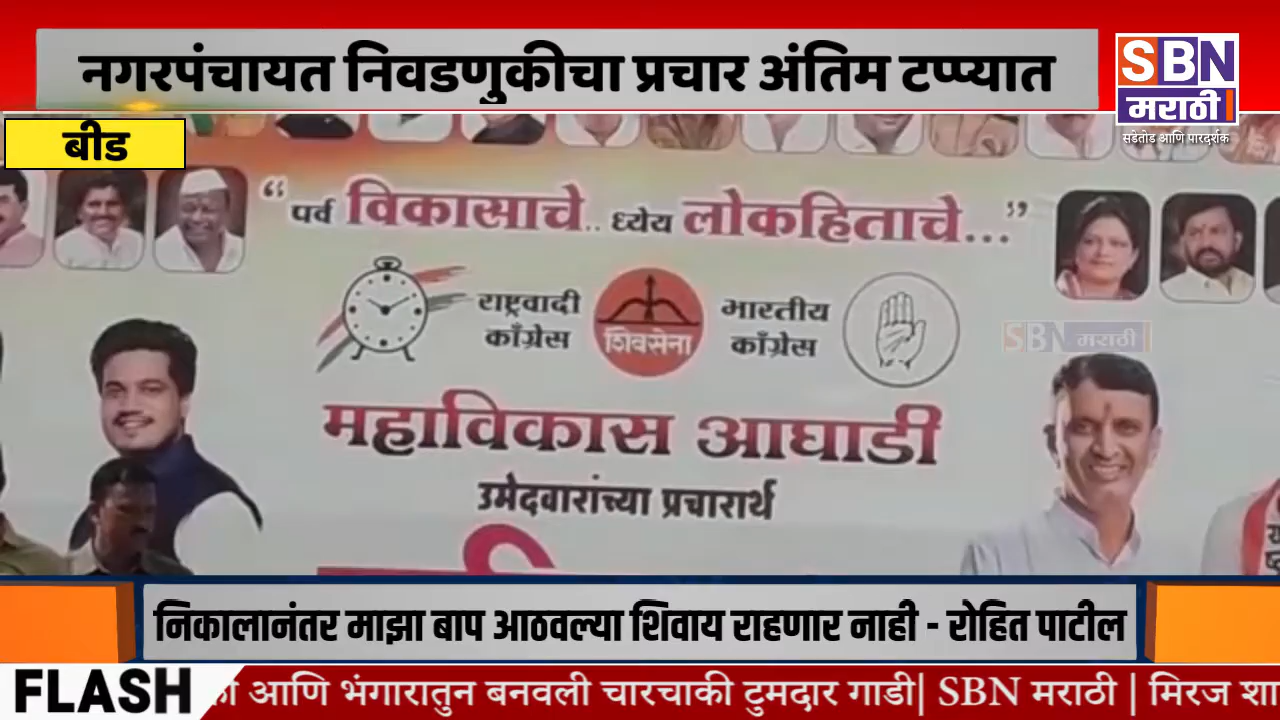 नगरपंचायत निवडणुकीचा प्रचार अंतिम टप्प्यात
SBN
मराठी
सडेतोड आणि पारदर्शक
बीड
“पर्व विकासाचे.. ध्येय लोकहिताचे...”
राष्ट्रवादी
काँग्रेस
शिवसेना
भारतीय
काँग्रेस
SBN मराठी
महाविकास आघाडी
उमेदवारांच्या प्रचारार्थ
निकालानंतर माझा बाप आठवल्या शिवाय राहणार नाही - रोहित पाटील
FLASH
आणि भंगारातुन बनवली चारचाकी टुमदार गाडी| SBN मराठी | मिरज